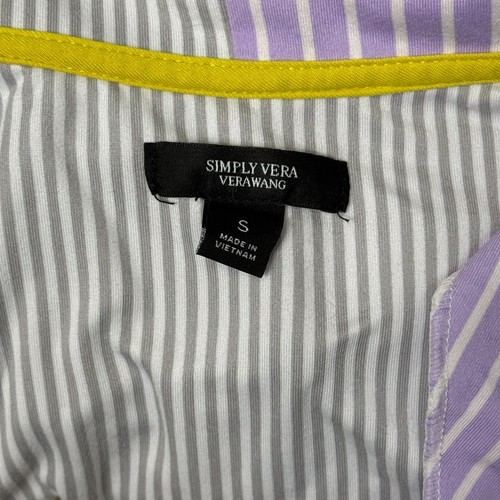 SIMPLY VERA
VERAWANG
S
MADE IN
VIETNAM